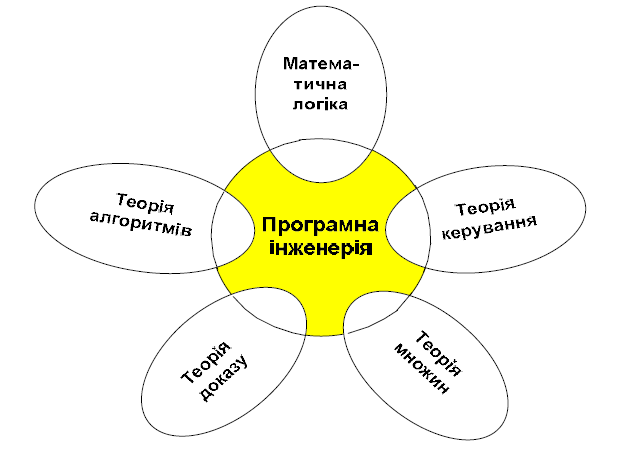 Матема-
тична
логіка
Теорія
алгоритмів
Програмна
інженерія
Теорія
керування
Теорія
доказу
Теорія
множин